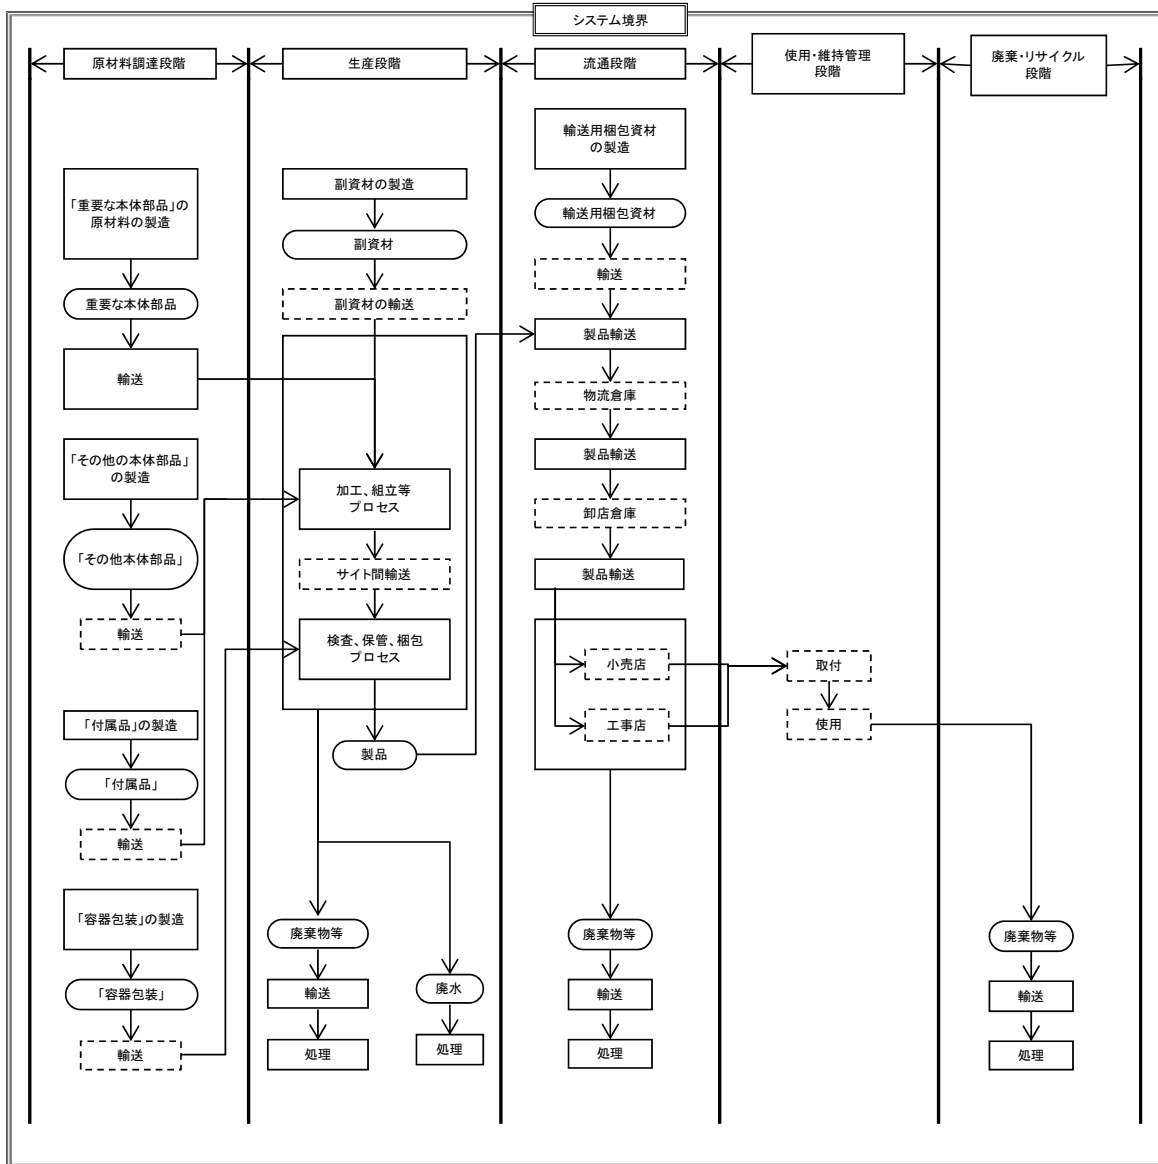 システム境界
原材料調達段階
生産段階
流通段階
使用・維持管理
段階
廃棄・リサイクル
段階
「重要な本体部品」の
原材料の製造
重要な本体部品
輸送
「その他の本体部品」
の製造
「その他本体部品」
輸送
「付属品」の製造
「付属品」
輸送
「容器包装」の製造
「容器包装」
輸送
副資材の製造
副資材
副資材の輸送
加工、組立等
プロセス
サイト間輸送
検査、保管、梱包
プロセス
製品
廃棄物等
輸送
処理
廃水
処理
輸送用梱包資材
の製造
輸送用梱包資材
輸送
製品輸送
物流倉庫
製品輸送
卸店倉庫
製品輸送
小売店
工事店
廃棄物等
輸送
処理
取付
使用
廃棄物等
輸送
処理